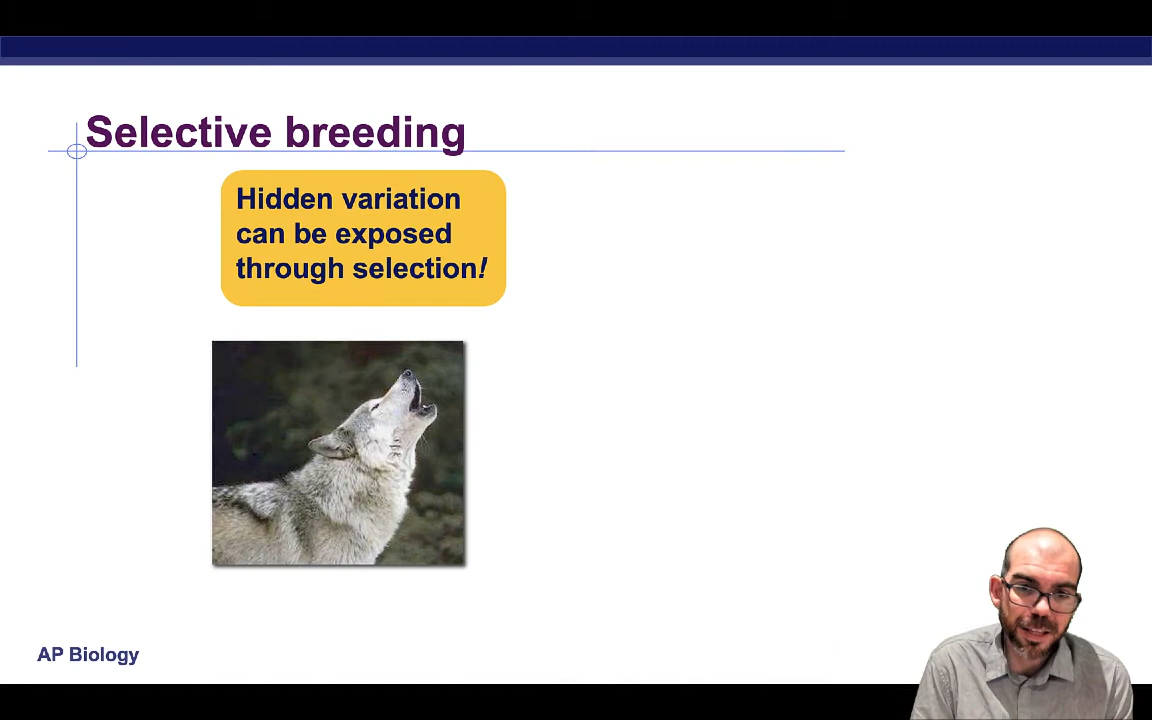 Selective breeding
Hidden variation
can be exposed
through selection!
AP Biology